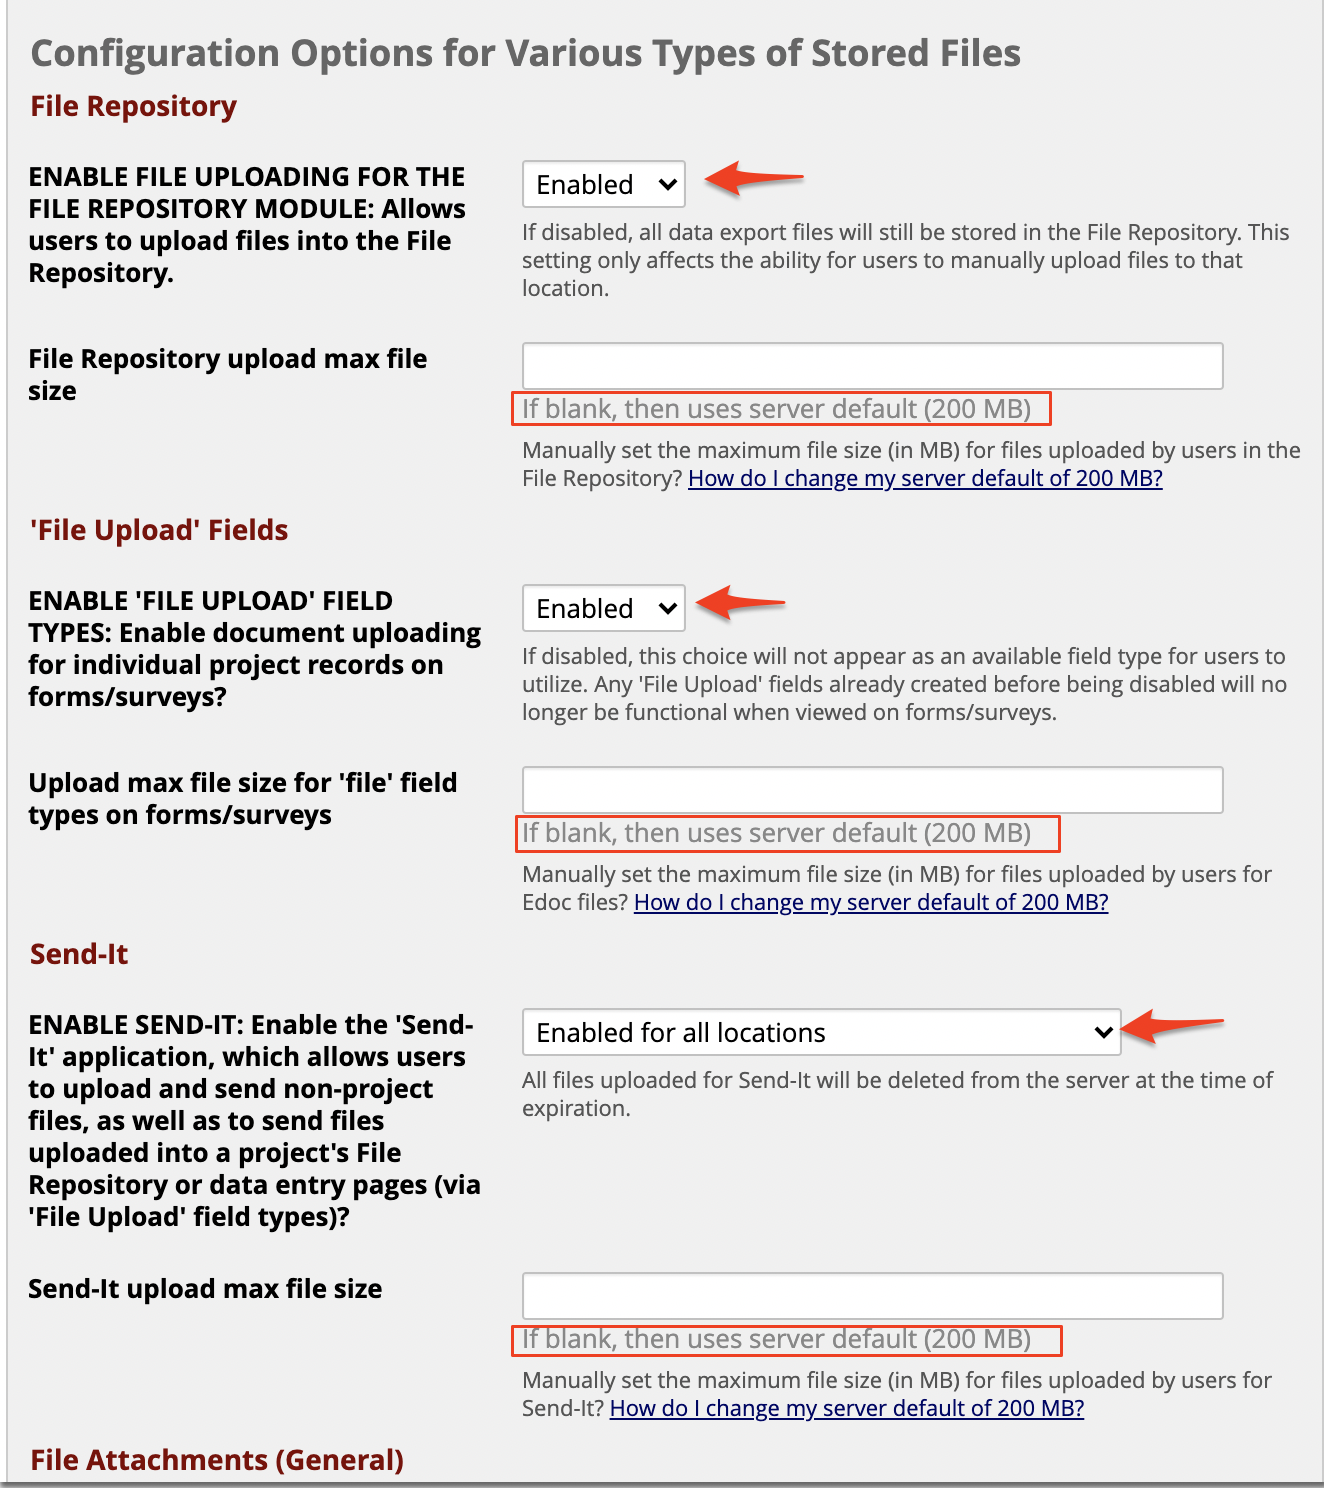 Configuration Options for Various Types of Stored Files
File Repository
ENABLE FILE UPLOADING FOR THE
FILE REPOSITORY MODULE: Allows
users to upload files into the File
Repository.
Enabled
If disabled, all data export files will still be stored in the File Repository. This
setting only affects the ability for users to manually upload files to that
location.
File Repository upload max file
size
If blank, then uses server default (200 MB)
Manually set the maximum file size (in MB) for files uploaded by users in the
File Repository? How do I change my server default of 200 MB?
'File Upload' Fields
ENABLE 'FILE UPLOAD' FIELD
TYPES: Enable document uploading
for individual project records on
forms/surveys?
Enabled
If disabled, this choice will not appear as an available field type for users to
utilize. Any 'File Upload' fields already created before being disabled will no
longer be functional when viewed on forms/surveys.
Upload max file size for 'file' field
types on forms/surveys
If blank, then uses server default (200 MB)
Manually set the maximum file size (in MB) for files uploaded by users for
Edoc files? How do I change my server default of 200 MB?
Send-It
ENABLE SEND-IT: Enable the 'Send-
It' application, which allows users
to upload and send non-project
files, as well as to send files
uploaded into a project's File
Repository or data entry pages (via
'File Upload' field types)?
Enabled for all locations
All files uploaded for Send-It will be deleted from the server at the time of
expiration.
Send-It upload max file size
If blank, then uses server default (200 MB)
Manually set the maximum file size (in MB) for files uploaded by users for
Send-It? How do I change my server default of 200 MB?
File Attachments (General)